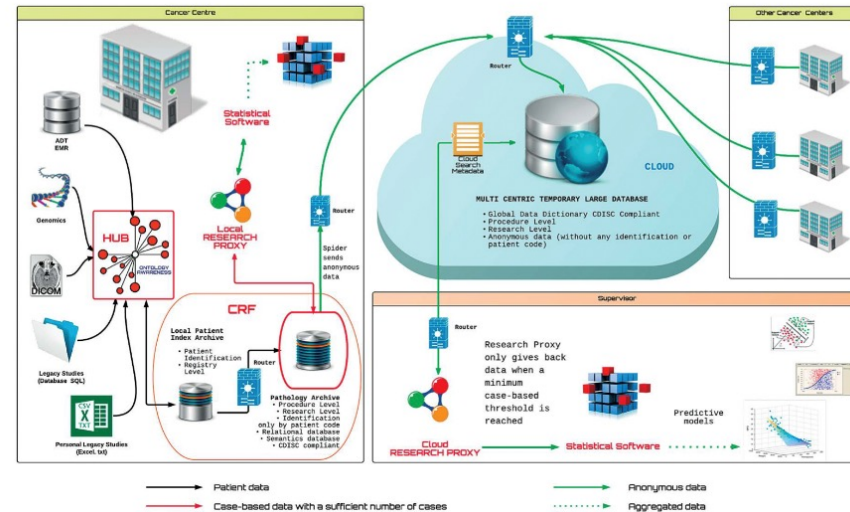 Cancer Centre
ADT
EMR
Genomics
DICOM
Legacy Studies
(Database SQL)
CSV
X
TXT
Personal Legacy Studies
(Excel, txt)
HUB
ONTOLOGY
AWARENESS
Statistical
Software
Local
RESEARCH
PROXY
Router
Spider
sends
anonymous
data
CRF
Local Patient
Index Archive
• Patient
Identification
• Registry
Level
Router
Pathology Archive
• Procedure Level
• Research Level
• Identification
only by patient code
• Relational database
• Semantics database
• CDISC compliant
Router
Cloud
Search
Metadata
CLOUD
MULTI CENTRIC TEMPORARY LARGE DATABASE
• Global Data Dictionary CDISC Compliant
• Procedure Level
• Research Level
• Anonymous data (without any identification or
patient code)
Other Cancer Centers
Supervisor
Router
Research Proxy
only gives back
data when a
minimum
case-based
threshold is
reached
Cloud
RESEARCH PROXY
Statistical Software
Predictive
models
Patient data
Case-based data with a sufficient number of cases
Anonymous data
Aggregated data